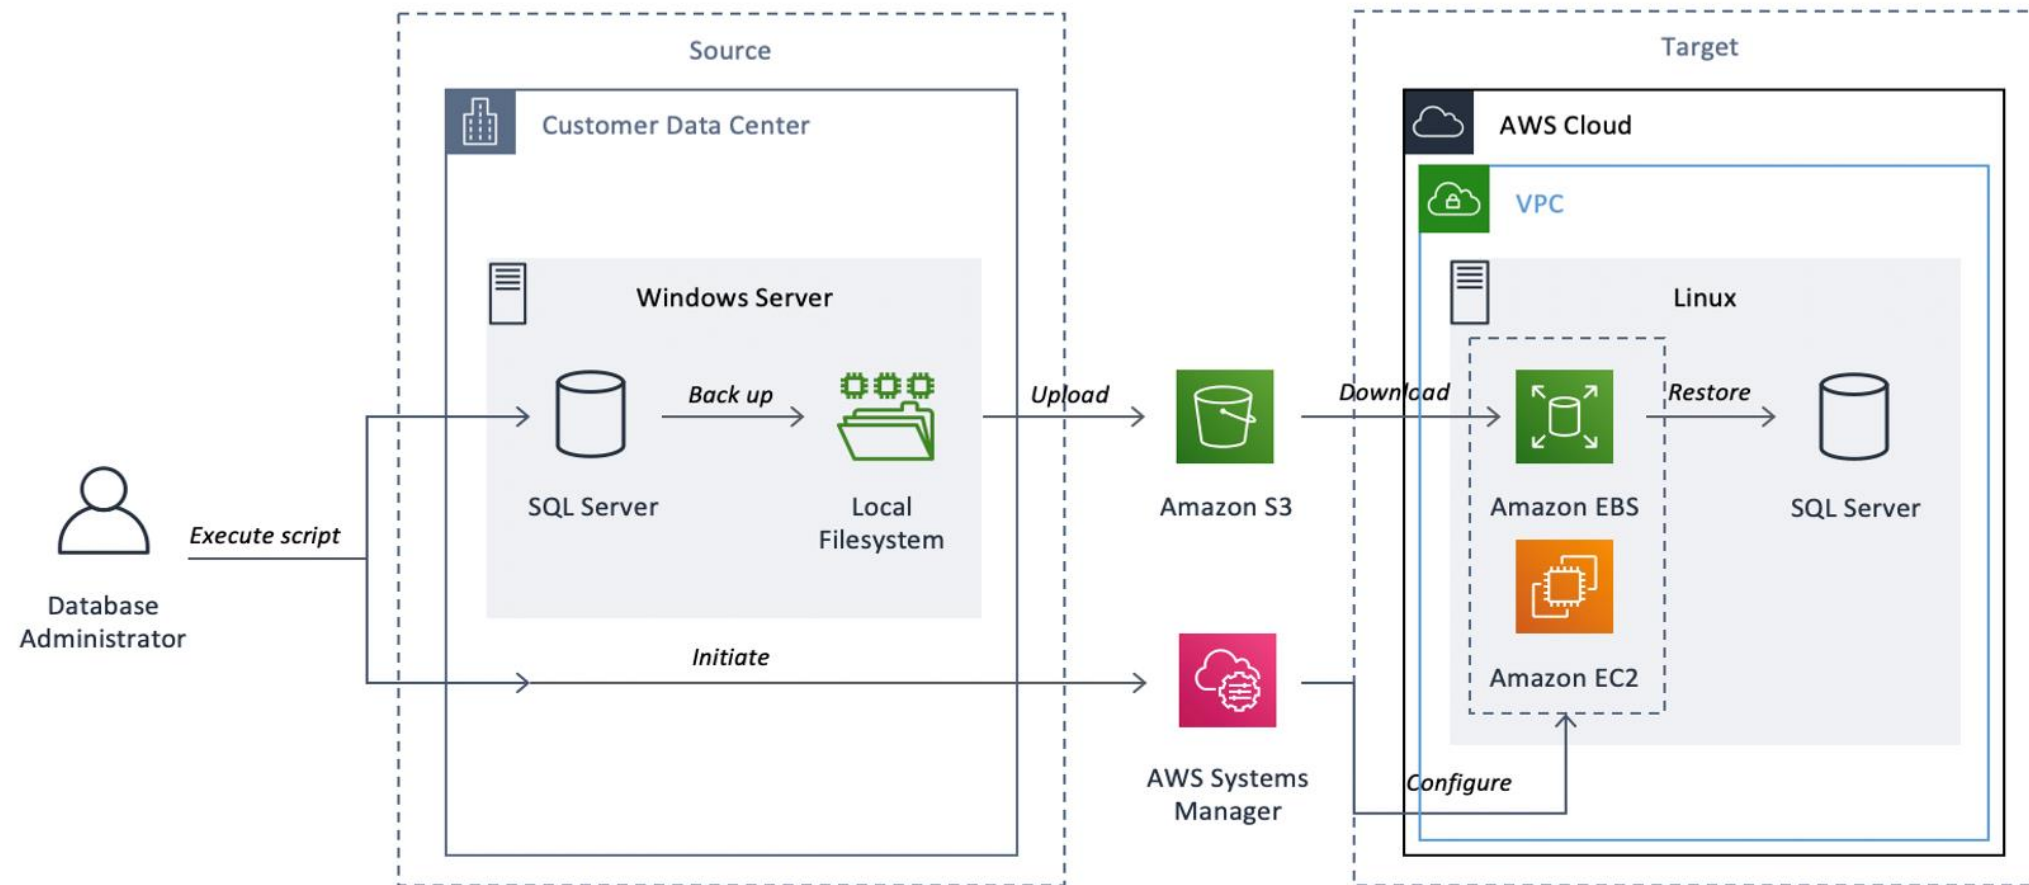 Source
Target
Customer Data Center
AWS Cloud
VPC
Windows Server
Linux
Back up
Upload
Download
Restore
SQL Server
Local
Filesystem
Amazon S3
Amazon EBS
SQL Server
Execute script
Database
Administrator
Initiate
Amazon EC2
AWS Systems
Manager
Configure